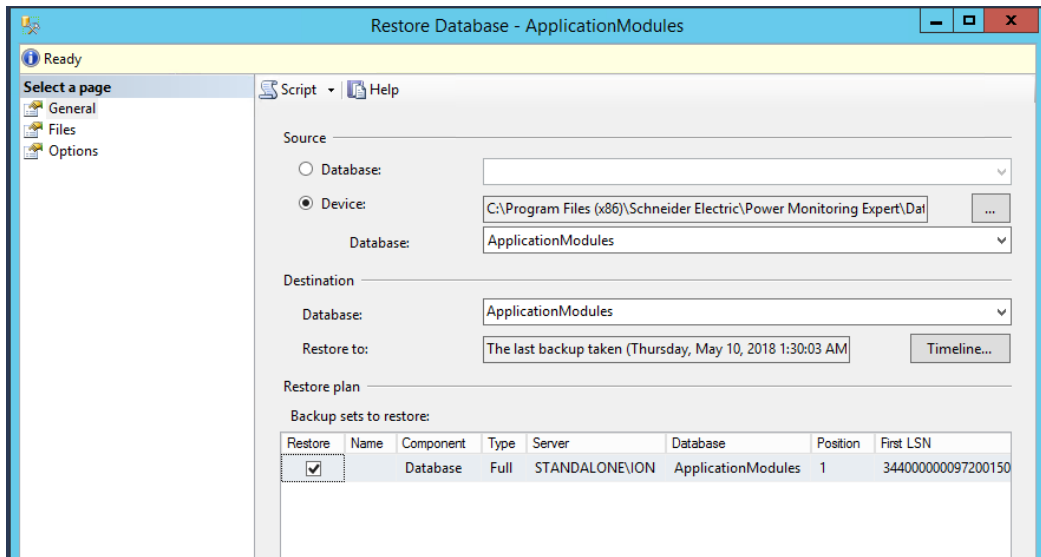 Restore Database - ApplicationModules
Ready
Select a page
General
Files
Options
Script Help
Source
Database:
Device: C:\Program Files (x86)\Schneider Electric\Power Monitoring Expert\Dat ...
Database: ApplicationModules
Destination
Database: ApplicationModules
Restore to: The last backup taken (Thursday, May 10, 2018 1:30:03 AM Timeline...
Restore plan
Backup sets to restore:
Restore Name Component Type Server Database Position First LSN
Database Full STANDALONE\ION ApplicationModules 1 344000000097200150